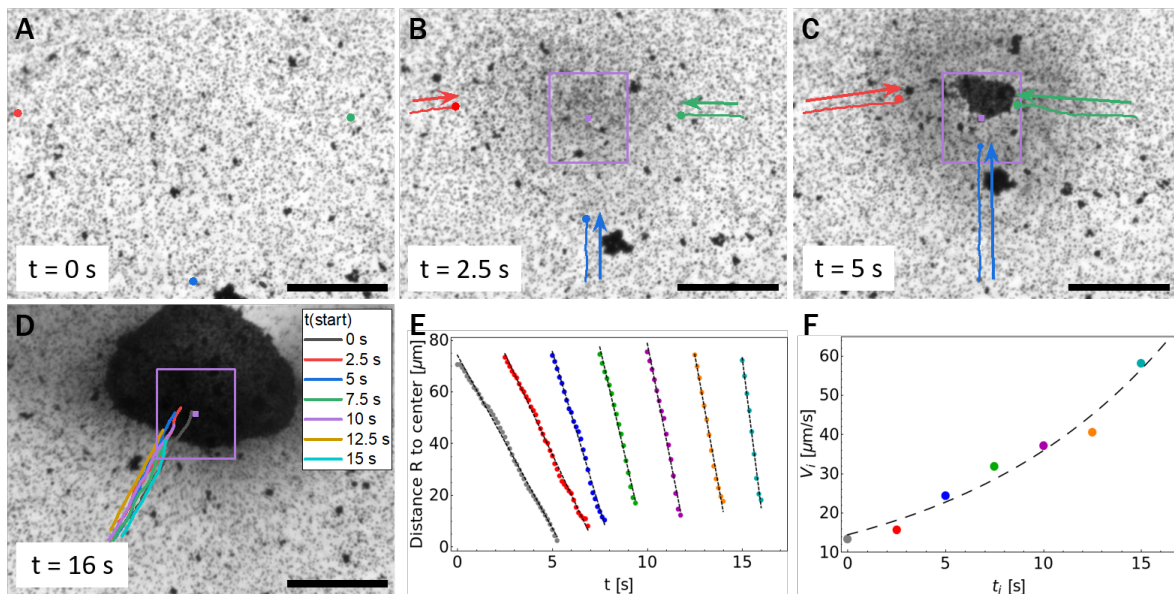 A
t = 0 s
B
t = 2.5 s
C
t = 5 s
D
t = 16 s
t(start)
0 s
2.5 s
5 s
7.5 s
10 s
12.5 s
15 s
E
Distance R to center [µm]
80
60
40
20
0
0 5 10 15
t [s]
F
V_i [µm/s]
60
50
40
30
20
10
0 5 10 15
t_i [s]